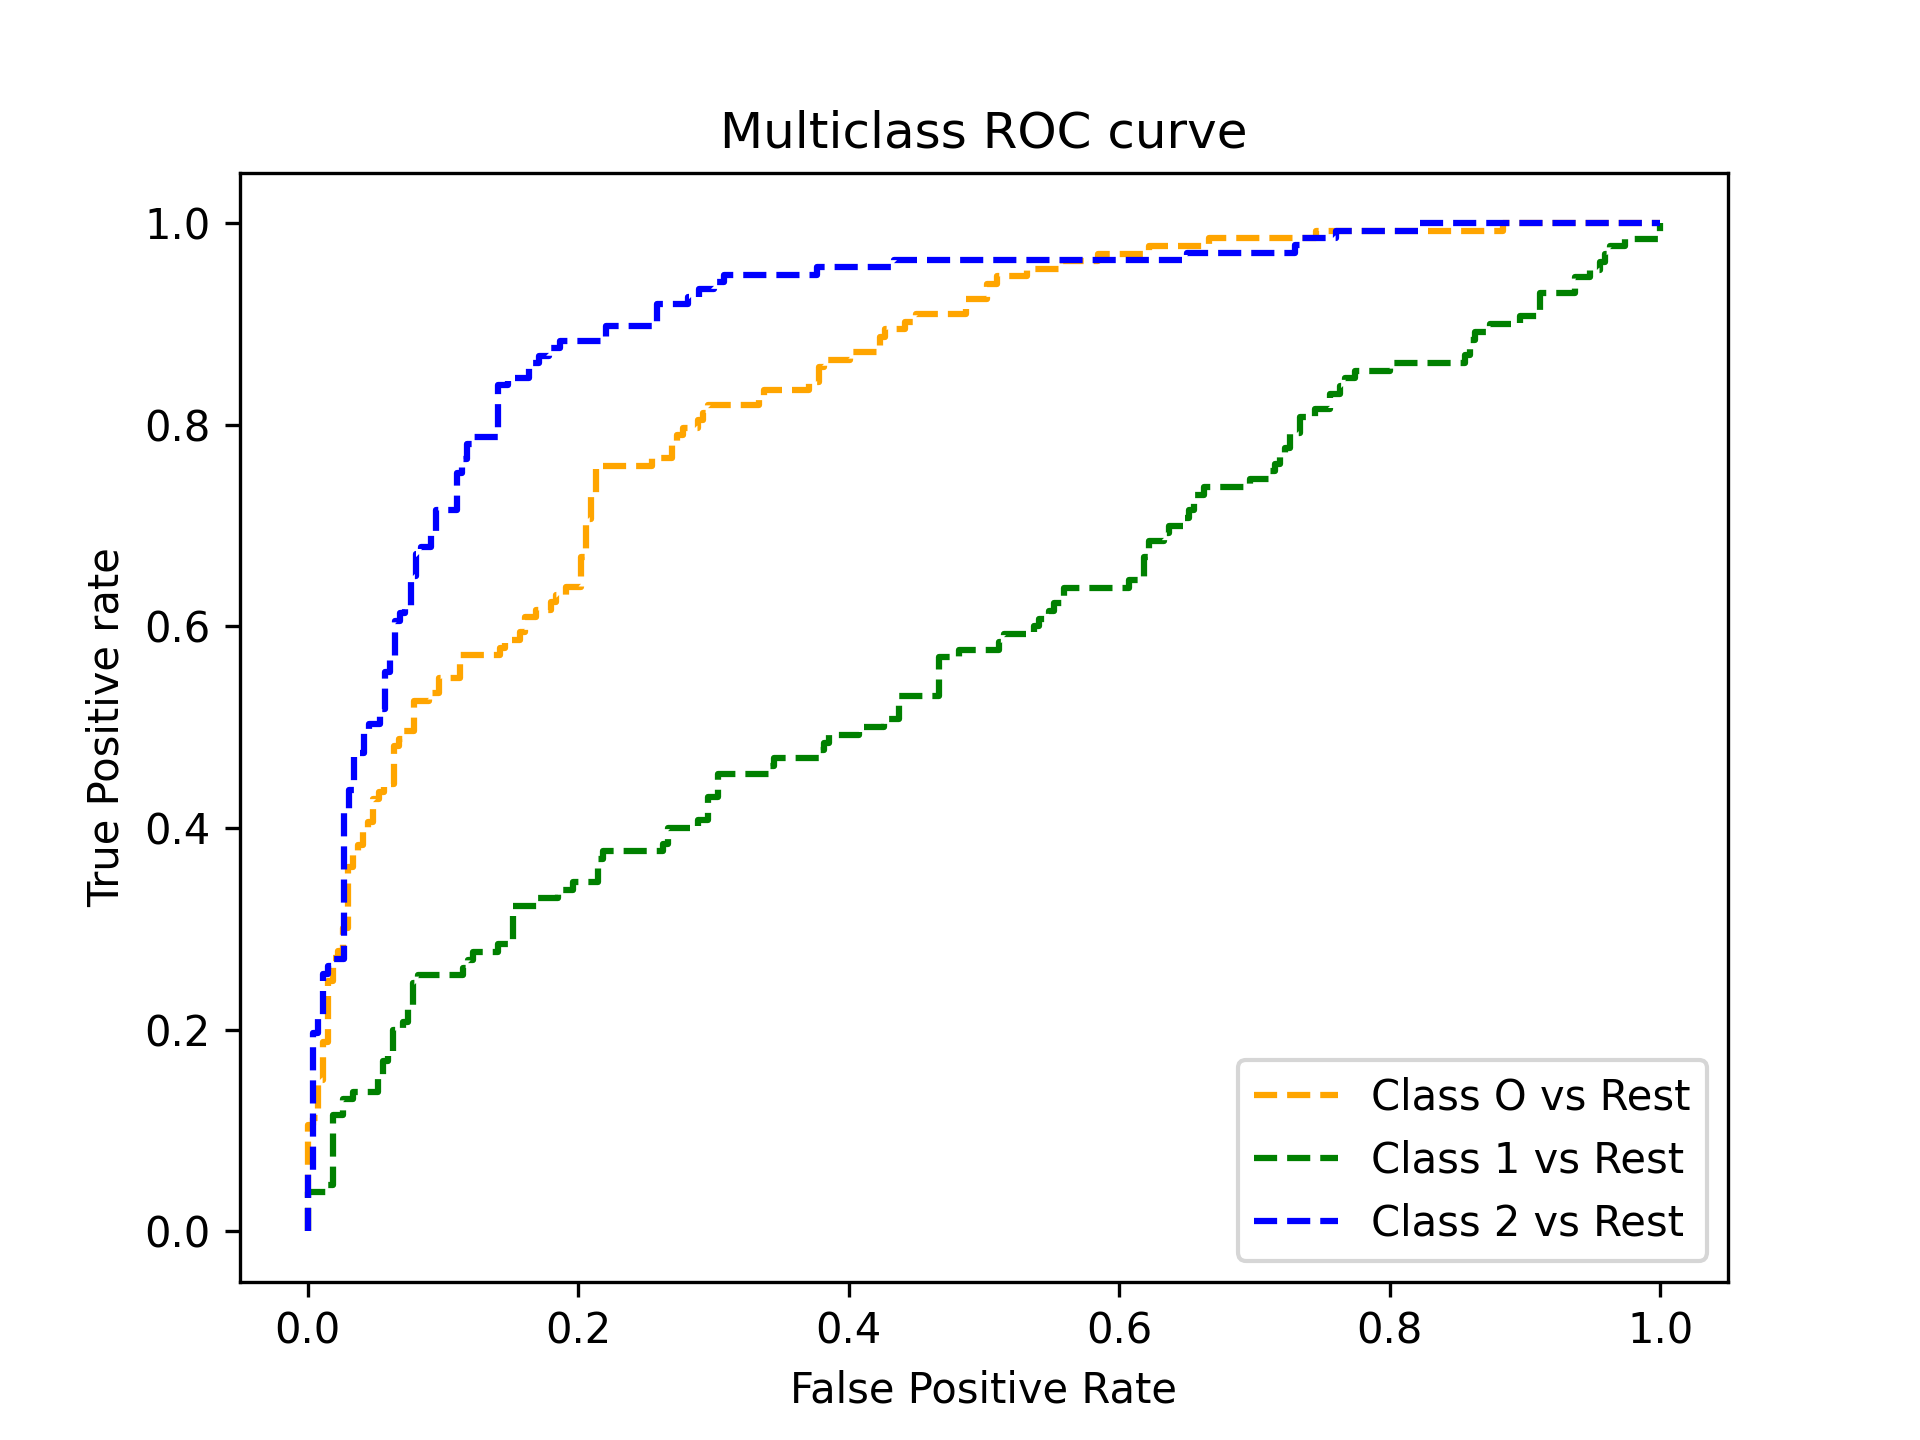 Multiclass ROC curve
True Positive rate
1.0
0.8
0.6
0.4
0.2
0.0
Class O vs Rest
Class 1 vs Rest
Class 2 vs Rest
0.0 0.2 0.4 0.6 0.8 1.0
False Positive Rate